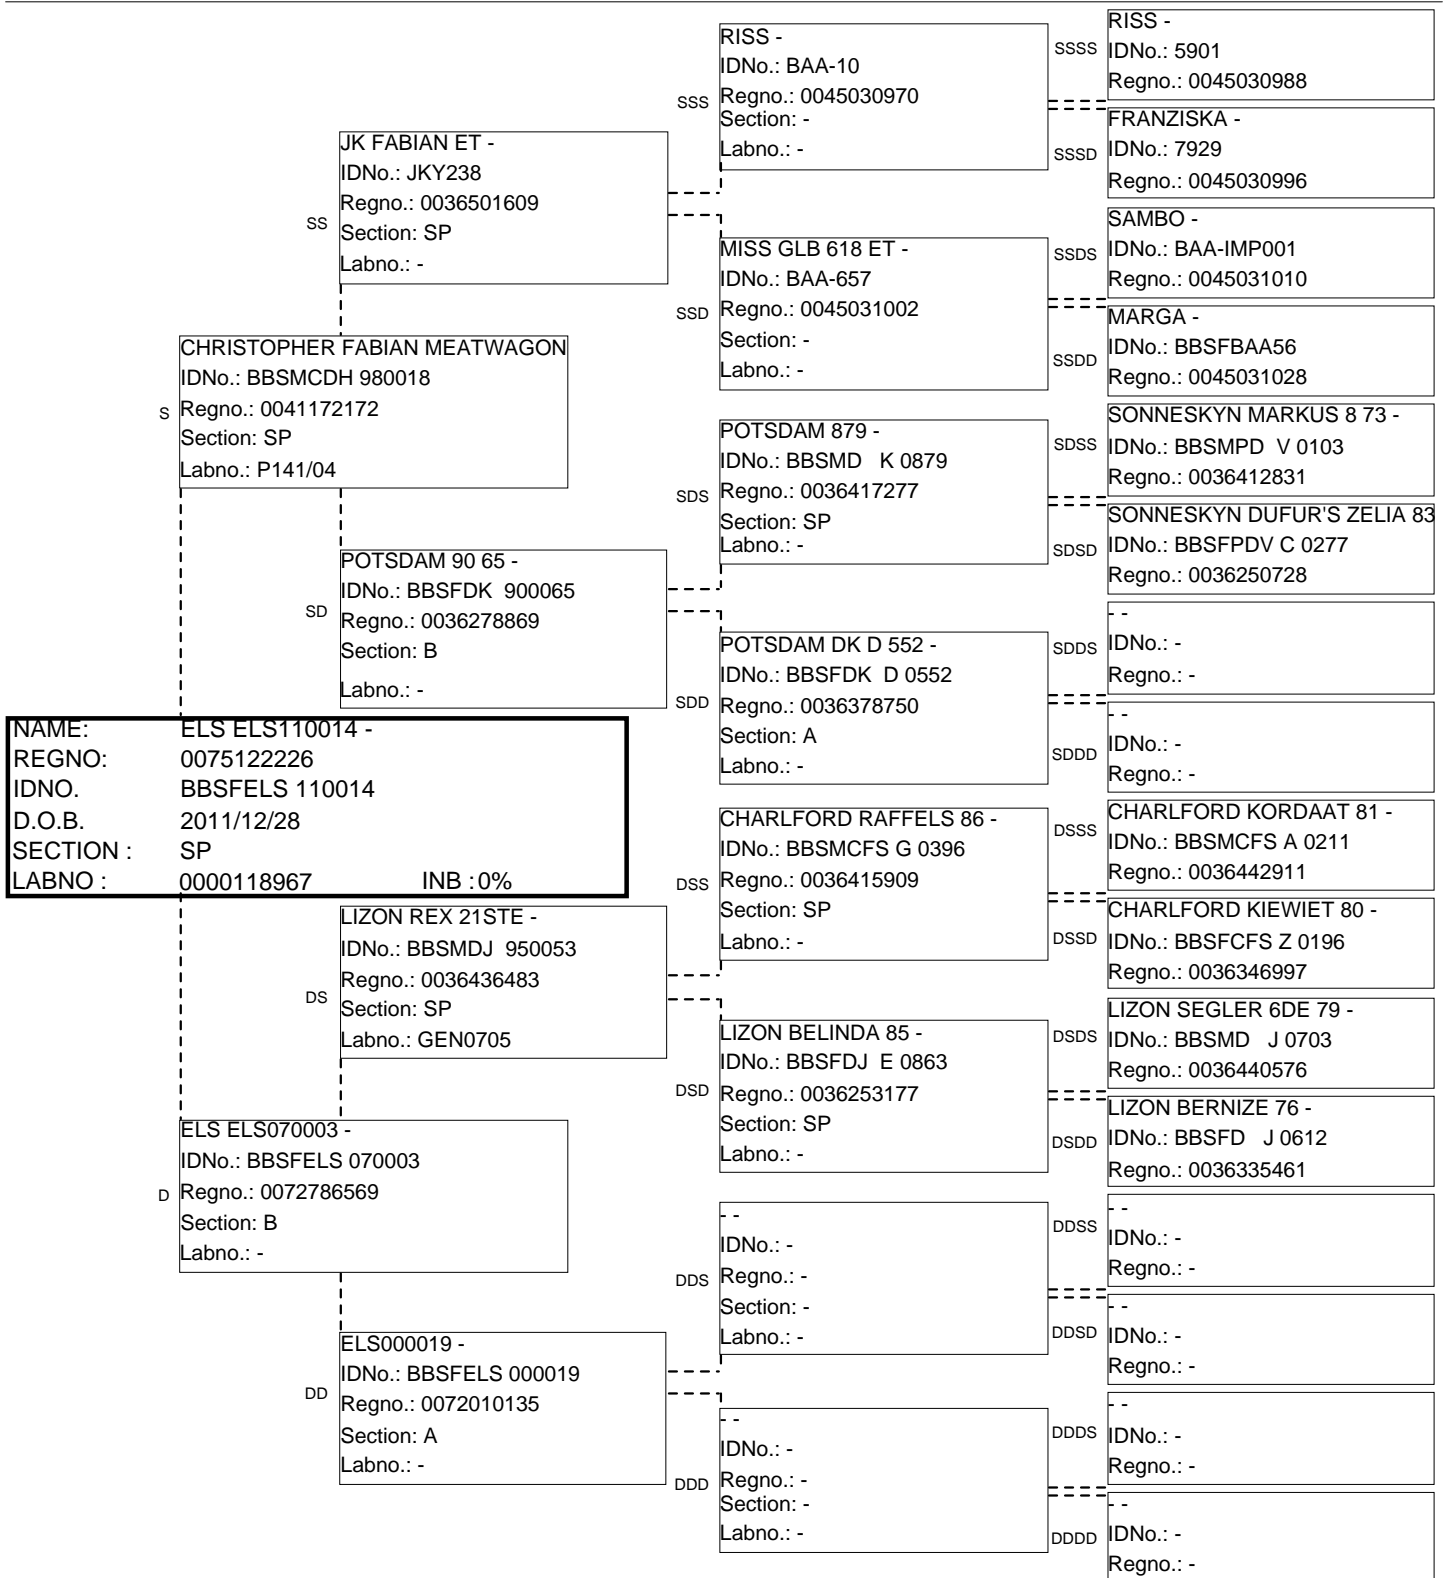 RISS -
IDNo.: BAA-10
SSS Regno.: 0045030970
Section: -
Labno.: -
SSSS
RISS -
IDNo.: 5901
Regno.: 0045030988
SSSD
FRANZISKA -
IDNo.: 7929
Regno.: 0045030996
SS
JK FABIAN ET -
IDNo.: JKY238
Regno.: 0036501609
Section: SP
Labno.: -
SSD
MISS GLB 618 ET -
IDNo.: BAA-657
Regno.: 0045031002
Section: -
Labno.: -
SSDS
SAMBO -
IDNo.: BAA-IMP001
Regno.: 0045031010
SSDD
MARGA -
IDNo.: BBSFBAA56
Regno.: 0045031028
S
CHRISTOPHER FABIAN MEATWAGON
IDNo.: BBSMCDH 980018
Regno.: 0041172172
Section: SP
Labno.: P141/04
SDS
POTSDAM 879 -
IDNo.: BBSMD K 0879
Regno.: 0036417277
Section: SP
Labno.: -
SDSS
SONNESKYN MARKUS 8 73 -
IDNo.: BBSMPD V 0103
Regno.: 0036412831
SDSD
SONNESKYN DUFUR'S ZELIA 83
IDNo.: BBSFPDV C 0277
Regno.: 0036250728
SD
POTSDAM 90 65 -
IDNo.: BBSFDK 900065
Regno.: 0036278869
Section: B
Labno.: -
SDD
POTSDAM DK D 552 -
IDNo.: BBSFDK D 0552
Regno.: 0036378750
Section: A
Labno.: -
SDDS
- -
IDNo.: -
Regno.: -
SDDD
- -
IDNo.: -
Regno.: -
NAME: ELS ELS110014 -
REGNO: 0075122226
IDNO. BBSFELS 110014
D.O.B. 2011/12/28
SECTION : SP
LABNO : 0000118967 INB : 0%
DSS
CHARLFORD RAFFELS 86 -
IDNo.: BBSMCFS G 0396
Regno.: 0036415909
Section: SP
Labno.: -
DSSS
CHARLFORD KORDAAT 81 -
IDNo.: BBSMCFS A 0211
Regno.: 0036442911
DSSD
CHARLFORD KIEWIET 80 -
IDNo.: BBSFCFS Z 0196
Regno.: 0036346997
DS
LIZON REX 21STE -
IDNo.: BBSMDJ 950053
Regno.: 0036436483
Section: SP
Labno.: GEN0705
DSD
LIZON BELINDA 85 -
IDNo.: BBSFDJ E 0863
Regno.: 0036253177
Section: SP
Labno.: -
DSDS
LIZON SEGLER 6DE 79 -
IDNo.: BBSMD J 0703
Regno.: 0036440576
DSDD
LIZON BERNIZE 76 -
IDNo.: BBSFD J 0612
Regno.: 0036335461
D
ELS ELS070003 -
IDNo.: BBSFELS 070003
Regno.: 0072786569
Section: B
Labno.: -
DDS
- -
IDNo.: -
Regno.: -
Section: -
Labno.: -
DDSS
- -
IDNo.: -
Regno.: -
DDSD
- -
IDNo.: -
Regno.: -
DD
ELS000019 -
IDNo.: BBSFELS 000019
Regno.: 0072010135
Section: A
Labno.: -
DDD
- -
IDNo.: -
Regno.: -
Section: -
Labno.: -
DDDS
- -
IDNo.: -
Regno.: -
DDDD
- -
IDNo.: -
Regno.: -